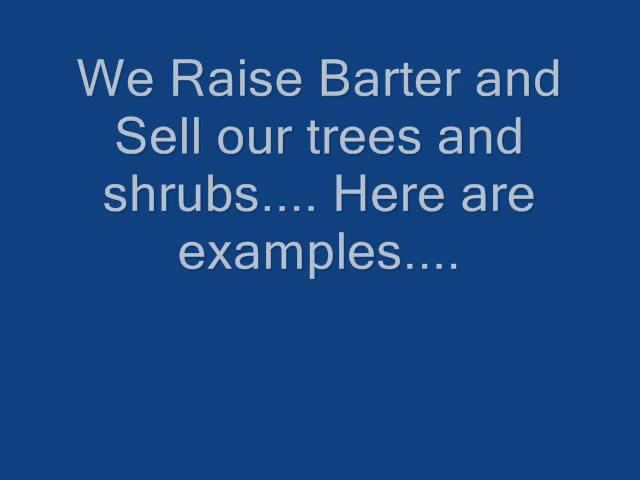 We Raise Barter and
Sell our trees and
shrubs.... Here are
examples....